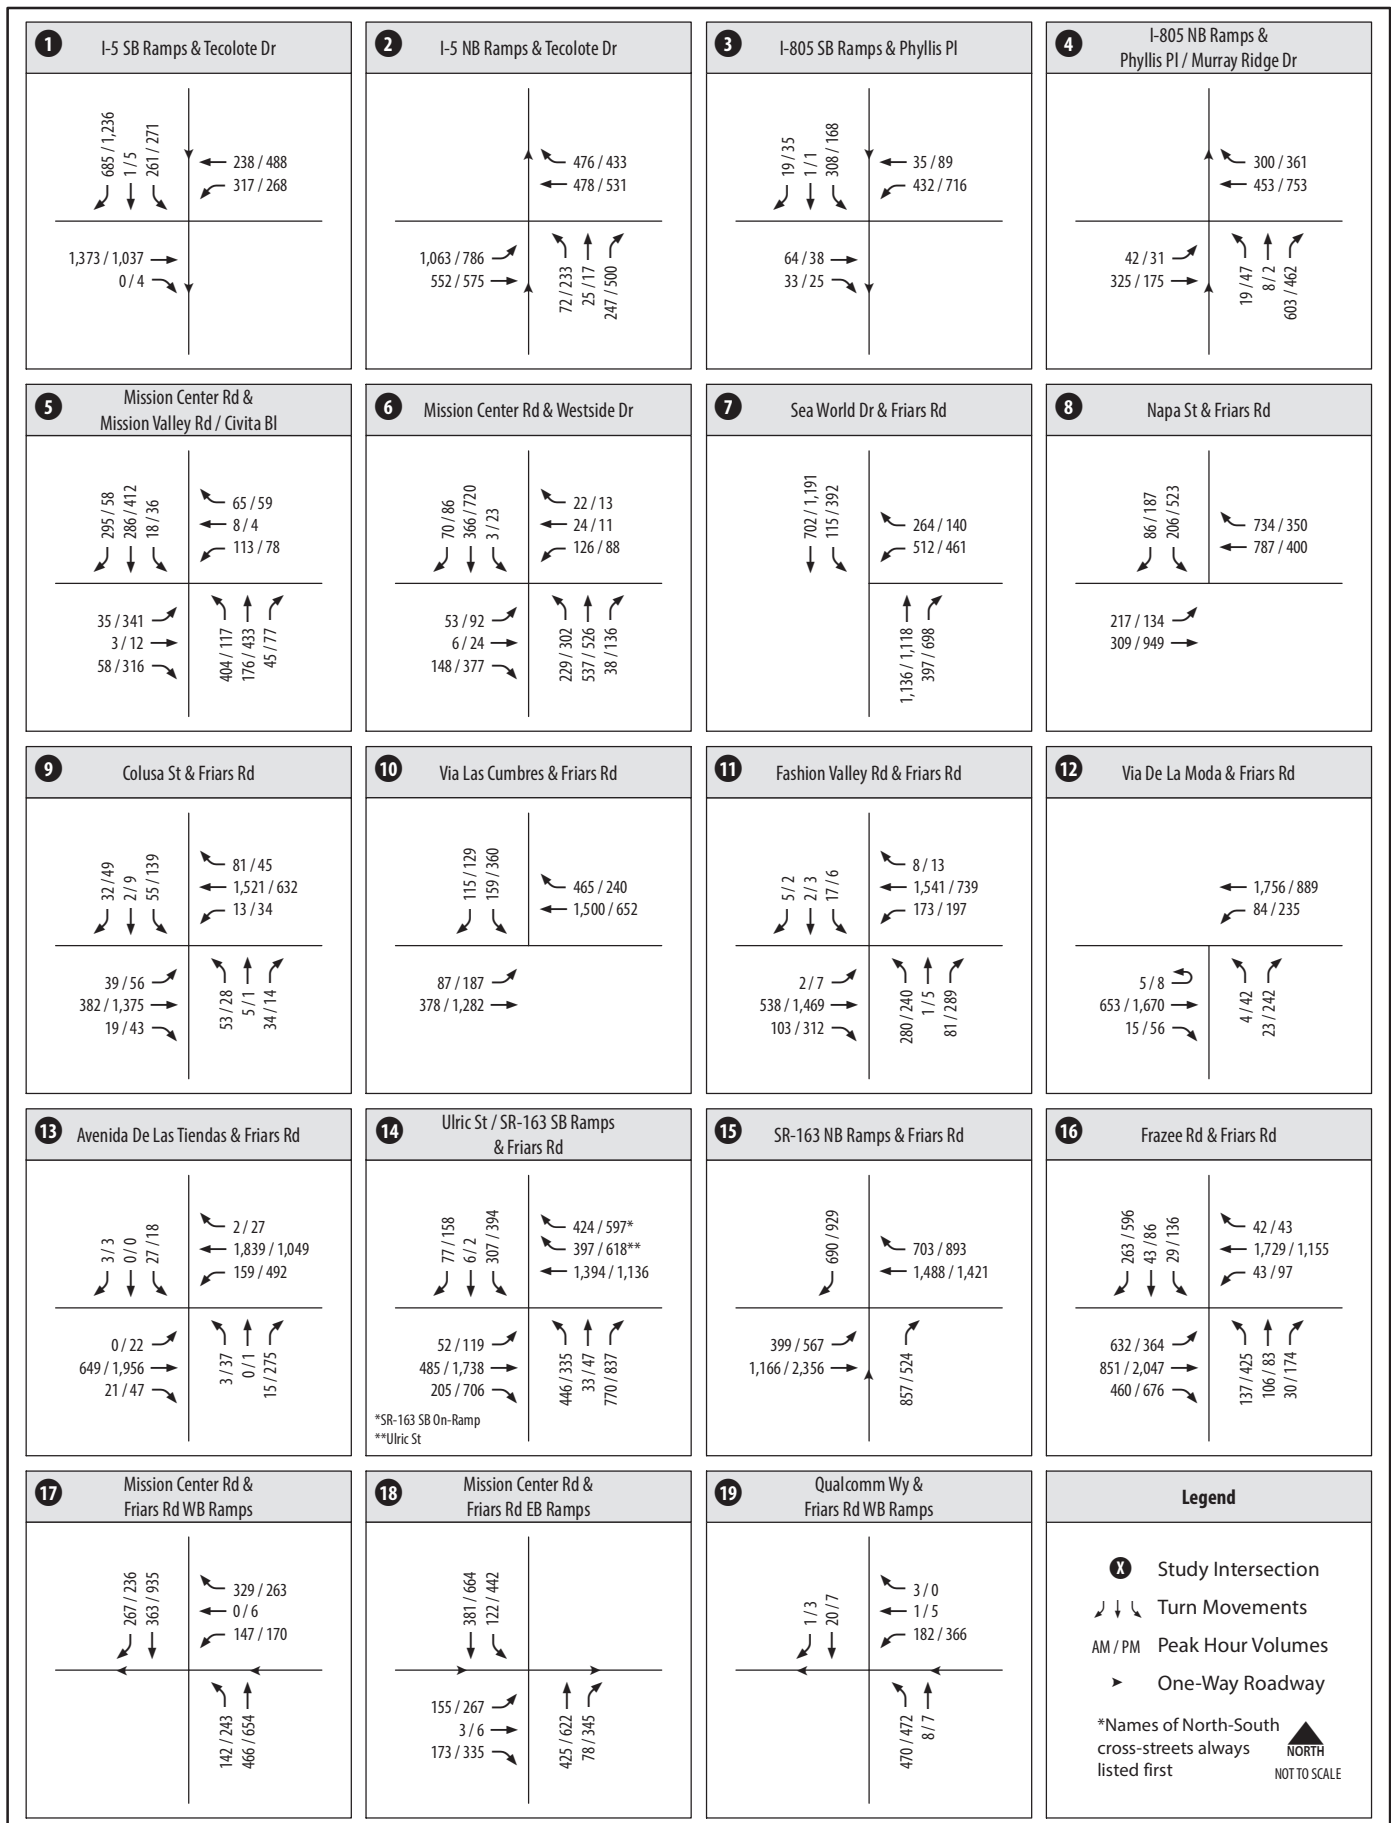 1
I-5 SB Ramps & Tecolote Dr
685 / 1,236
1 / 5
261 / 271
238 / 488
317 / 268
1,373 / 1,037
0 / 4
2
I-5 NB Ramps & Tecolote Dr
476 / 433
478 / 531
1,063 / 786
552 / 575
72 / 233
25 / 17
247 / 500
3
I-805 SB Ramps & Phyllis Pl
19 / 35
1 / 1
308 / 168
35 / 89
432 / 716
64 / 38
33 / 25
4
I-805 NB Ramps &
Phyllis Pl / Murray Ridge Dr
300 / 361
453 / 753
42 / 31
325 / 175
19 / 47
8 / 2
603 / 462
5
Mission Center Rd &
Mission Valley Rd / Civita Bl
295 / 58
286 / 412
18 / 36
65 / 59
8 / 4
113 / 78
35 / 341
3 / 12
58 / 316
404 / 117
176 / 433
45 / 77
6
Mission Center Rd & Westside Dr
70 / 86
366 / 720
3 / 23
22 / 13
24 / 11
126 / 88
53 / 92
6 / 24
148 / 377
229 / 302
537 / 526
38 / 136
7
Sea World Dr & Friars Rd
702 / 1,191
115 / 392
264 / 140
512 / 461
1,136 / 1,118
397 / 698
8
Napa St & Friars Rd
86 / 187
206 / 523
734 / 350
787 / 400
217 / 134
309 / 949
9
Colusa St & Friars Rd
32 / 49
2 / 9
55 / 139
81 / 45
1,521 / 632
13 / 34
39 / 56
382 / 1,375
19 / 43
53 / 28
5 / 1
34 / 14
10
Via Las Cumbres & Friars Rd
115 / 129
159 / 360
465 / 240
1,500 / 652
87 / 187
378 / 1,282
11
Fashion Valley Rd & Friars Rd
5 / 2
2 / 3
17 / 6
8 / 13
1,541 / 739
173 / 197
2 / 7
538 / 1,469
103 / 312
280 / 240
1 / 5
81 / 289
12
Via De La Moda & Friars Rd
1,756 / 889
84 / 235
5 / 8
653 / 1,670
15 / 56
4 / 42
23 / 242
13
Avenida De Las Tiendas & Friars Rd
3 / 3
0 / 0
27 / 18
2 / 27
1,839 / 1,049
159 / 492
0 / 22
649 / 1,956
21 / 47
3 / 37
0 / 1
15 / 275
14
Ulric St / SR-163 SB Ramps
& Friars Rd
77 / 158
6 / 2
307 / 394
424 / 597*
397 / 618**
1,394 / 1,136
52 / 119
485 / 1,738
205 / 706
446 / 335
33 / 47
770 / 837
*SR-163 SB On-Ramp
**Ulric St
15
SR-163 NB Ramps & Friars Rd
690 / 929
703 / 893
1,488 / 1,421
399 / 567
1,166 / 2,356
857 / 524
16
Frazee Rd & Friars Rd
263 / 596
43 / 86
29 / 136
42 / 43
1,729 / 1,155
43 / 97
632 / 364
851 / 2,047
460 / 676
137 / 425
106 / 83
30 / 174
17
Mission Center Rd &
Friars Rd WB Ramps
267 / 236
363 / 935
329 / 263
0 / 6
147 / 170
142 / 243
466 / 654
18
Mission Center Rd &
Friars Rd EB Ramps
381 / 664
122 / 442
155 / 267
3 / 6
173 / 335
425 / 622
78 / 345
19
Qualcomm Wy &
Friars Rd WB Ramps
1 / 3
20 / 7
3 / 0
1 / 5
182 / 366
470 / 472
8 / 7
Legend
X Study Intersection
Turn Movements
AM / PM Peak Hour Volumes
One-Way Roadway
*Names of North-South
cross-streets always
listed first
NORTH
NOT TO SCALE